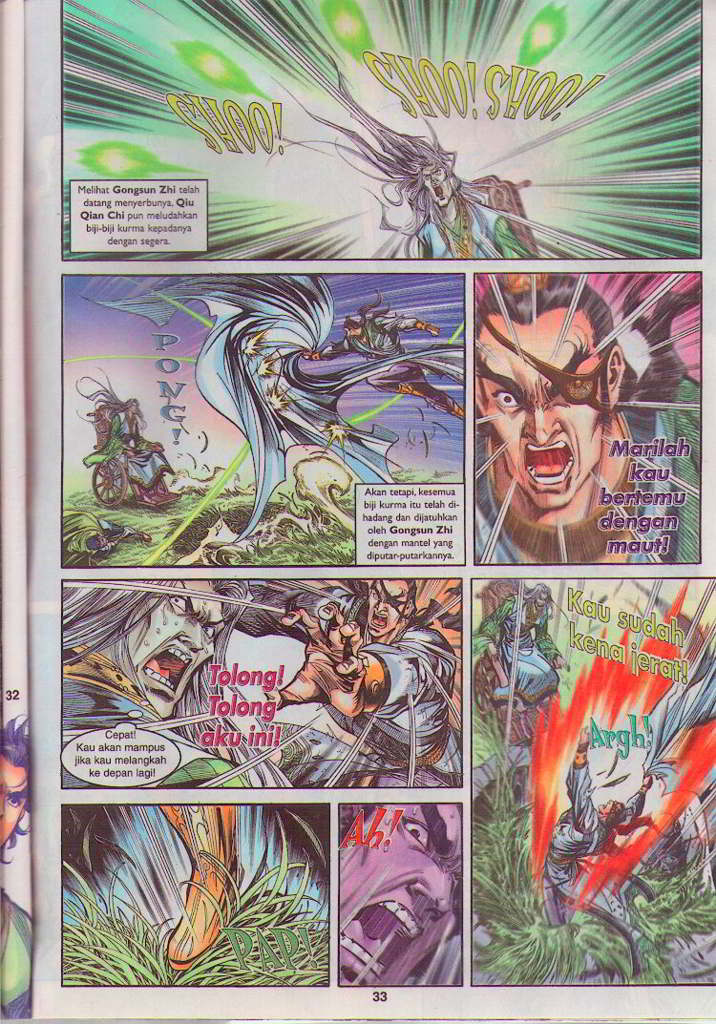 SHOO!
SHOO! SHOO!
Melihat Gongsun Zhi telah
datang menyerbunya, Qiu
Qian Chi pun meludahkan
biji-biji kurma kepadanya
dengan segera.
PONG!
Akan tetapi, kesemua
biji kurma itu telah di-
hadang dan dijatuhkan
oleh Gongsun Zhi
dengan mantel yang
diputar-putarkannya.
Marilah
kau
bertemu
dengan
maut!
Tolong!
Tolong
aku ini!
Cepat!
Kau akan mampus
jika kau melangkah
ke depan lagi!
Kau sudah
kena jerat!
Argh!
PAP!
Ah!
32
33